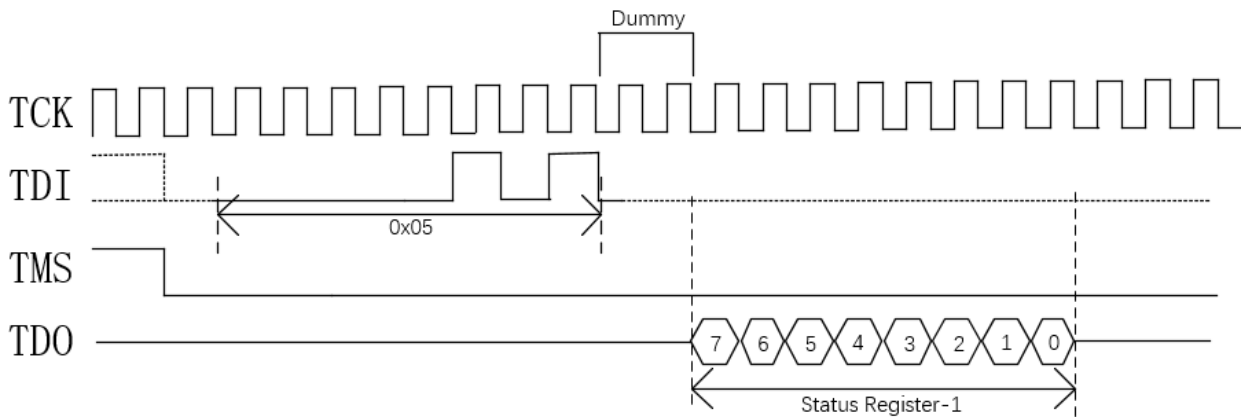 Dummy
TCK
TDI
0x05
TMS
TDO
7 6 5 4 3 2 1 0
Status Register-1